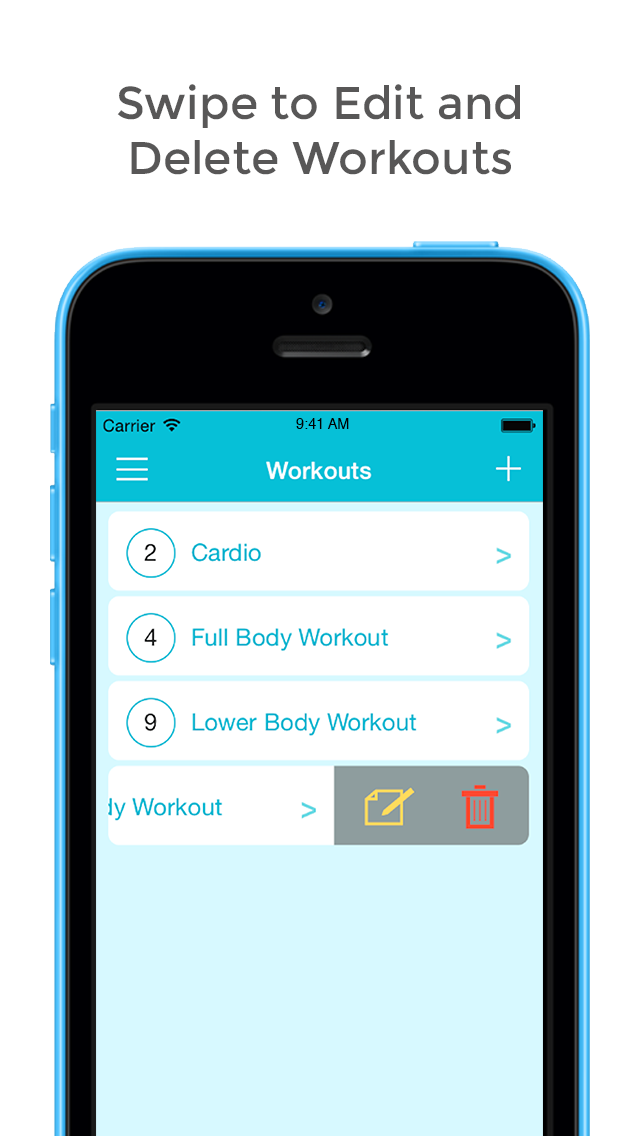 Swipe to Edit and
Delete Workouts
Carrier 9:41 AM
Workouts
2 Cardio >
4 Full Body Workout >
9 Lower Body Workout >
dy Workout >